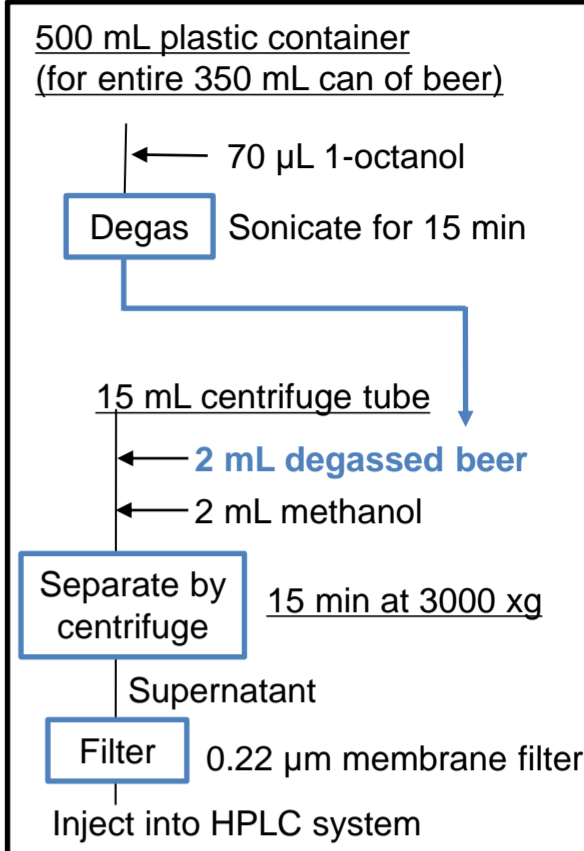 500 mL plastic container
(for entire 350 mL can of beer)
70 µL 1-octanol
Degas Sonicate for 15 min
15 mL centrifuge tube
2 mL degassed beer
2 mL methanol
Separate by
centrifuge
15 min at 3000 xg
Supernatant
Filter 0.22 µm membrane filter
Inject into HPLC system